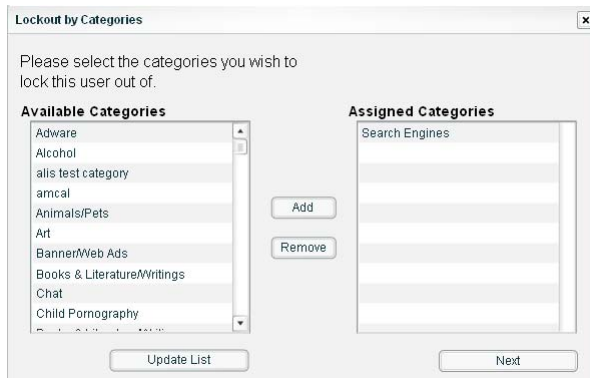 Lockout by Categories
x
Please select the categories you wish to
lock this user out of.
Available Categories
Adware
Alcohol
alis test category
amcal
Animals/Pets
Art
Banner/Web Ads
Books & Literature/Writings
Chat
Child Pornography
Add
Remove
Assigned Categories
Search Engines
Update List
Next